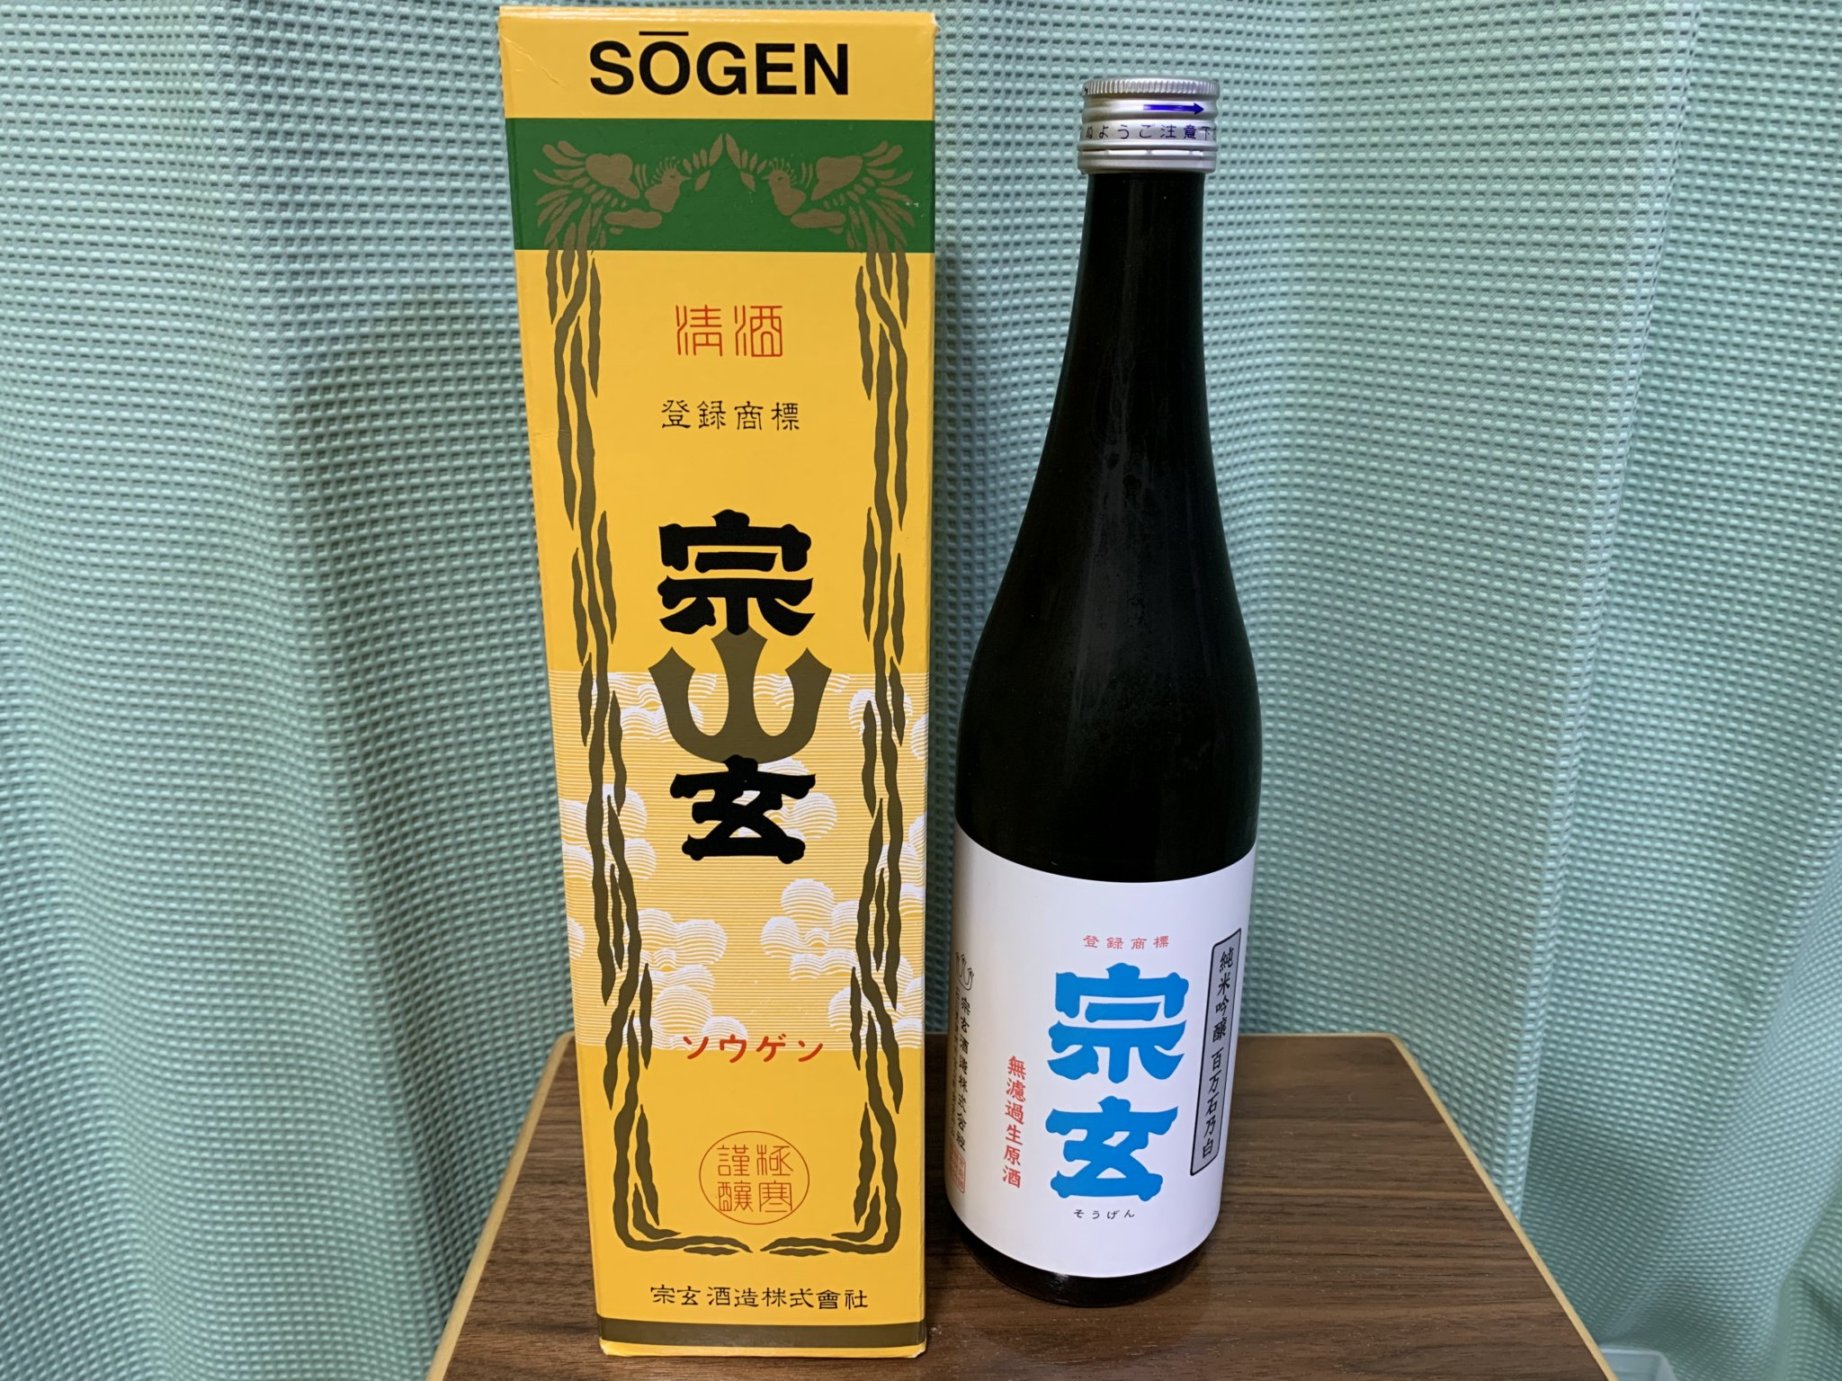 SŌGEN
清酒
登録商標
宗玄
ソウゲン
極寒
謹醸
宗玄酒造株式會社
ぬようご注意下
登録商標
純米吟醸 百万石乃白
宗玄
無濾過生原酒
そうげん
宗玄酒造株式会社